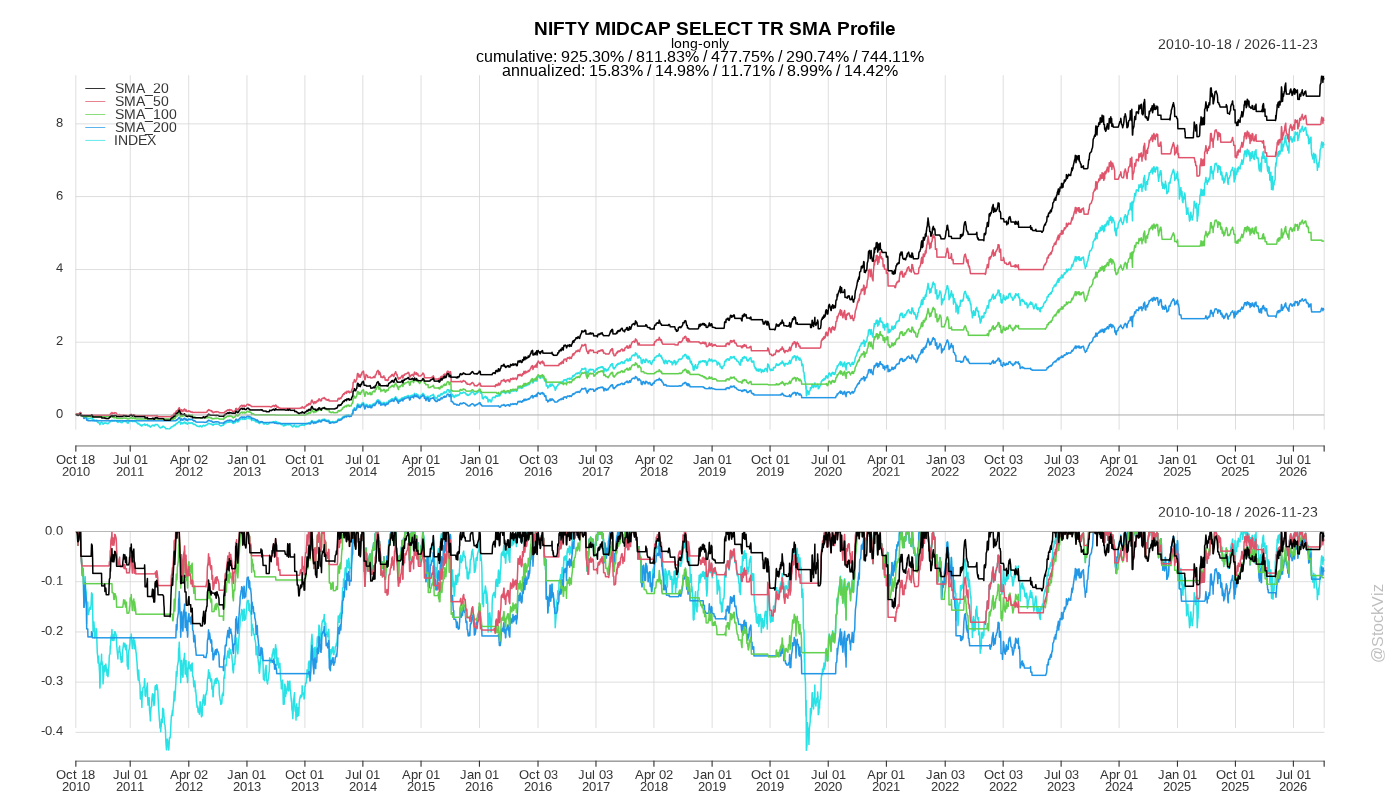 NIFTY MIDCAP SELECT TR SMA Profile
long-only
2010-10-18 / 2026-11-23
cumulative: 925.30% / 811.83% / 477.75% / 290.74% / 744.11%
annualized: 15.83% / 14.98% / 11.71% / 8.99% / 14.42%
SMA_20
SMA_50
SMA_100
SMA_200
INDEX
8
6
4
2
0
Oct 18 Jul 01 Apr 02 Jan 01 Oct 01 Jul 01 Apr 01 Jan 01 Oct 03 Jul 03 Apr 02 Jan 01 Oct 01 Jul 01 Apr 01 Jan 03 Oct 03 Jul 03 Apr 01 Jan 01 Oct 01 Jul 01
2010 2011 2012 2013 2013 2014 2015 2016 2016 2017 2018 2019 2019 2020 2021 2022 2022 2023 2024 2025 2025 2026
2010-10-18 / 2026-11-23
0.0
-0.1
-0.2
-0.3
-0.4
Oct 18 Jul 01 Apr 02 Jan 01 Oct 01 Jul 01 Apr 01 Jan 01 Oct 03 Jul 03 Apr 02 Jan 01 Oct 01 Jul 01 Apr 01 Jan 03 Oct 03 Jul 03 Apr 01 Jan 01 Oct 01 Jul 01
2010 2011 2012 2013 2013 2014 2015 2016 2016 2017 2018 2019 2019 2020 2021 2022 2022 2023 2024 2025 2025 2026
@StockViz